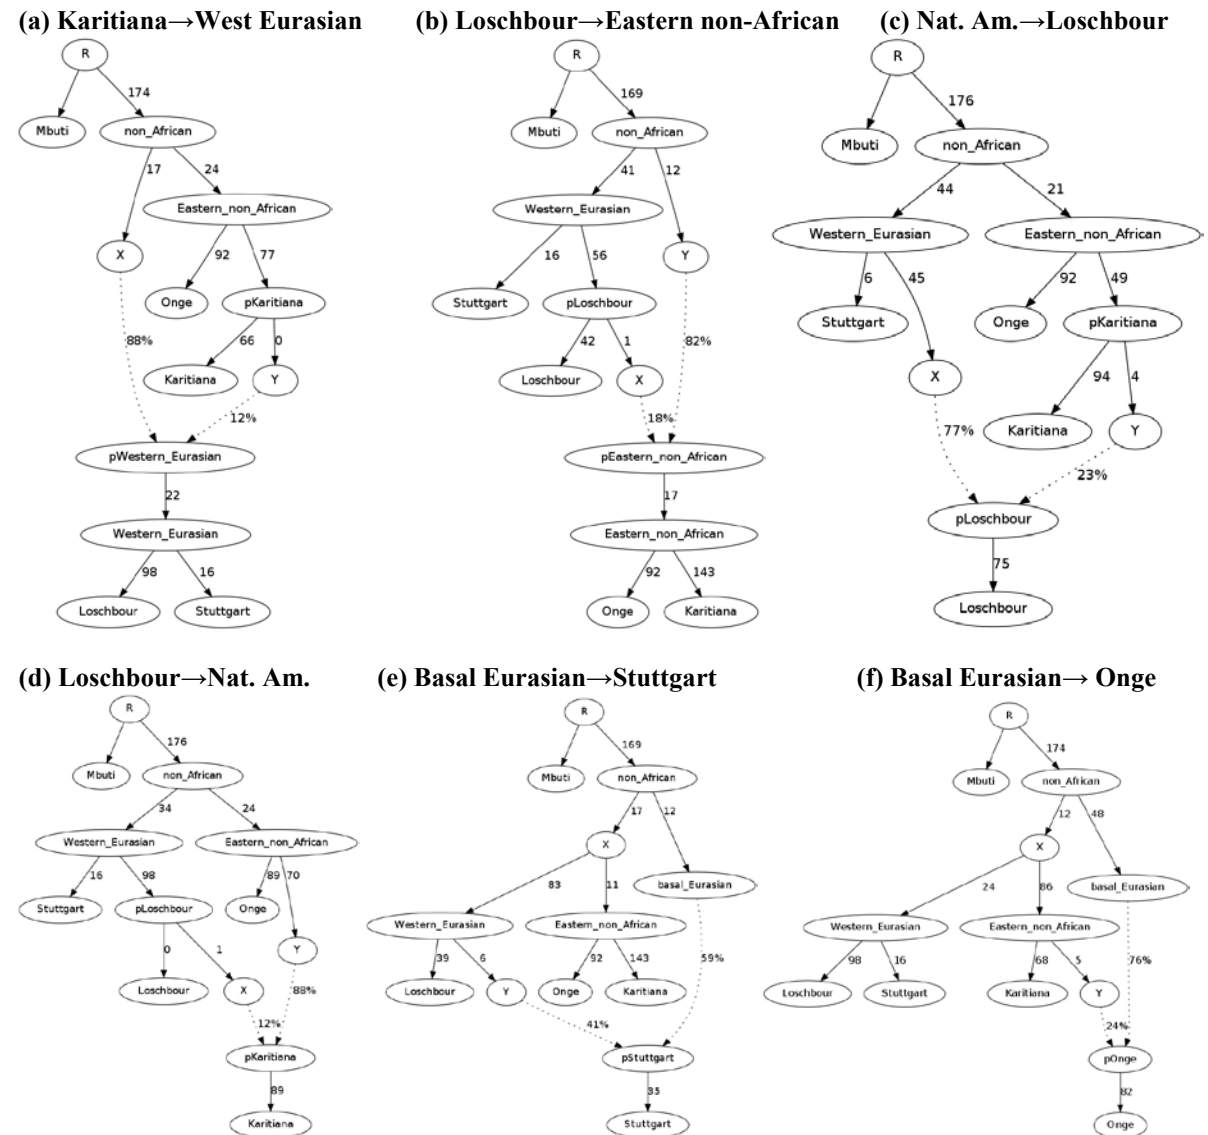 (a) Karitiana→West Eurasian
R
174
Mbuti
non_African
17
24
Eastern_non_African
X
92
77
Onge
pKaritiana
88%
66
0
Karitiana
Y
12%
pWestern_Eurasian
22
Western_Eurasian
98
16
Loschbour
Stuttgart
(b) Loschbour→Eastern non-African
R
169
Mbuti
non_African
41
12
Western_Eurasian
16
56
Y
Stuttgart
pLoschbour
42
1
82%
Loschbour
X
18%
pEastern_non_African
17
Eastern_non_African
92
143
Onge
Karitiana
(c) Nat. Am.→Loschbour
R
176
Mbuti
non_African
44
21
Western_Eurasian
Eastern_non_African
6
45
92
49
Stuttgart
Onge
pKaritiana
X
94
4
77%
Karitiana
Y
23%
pLoschbour
75
Loschbour
(d) Loschbour→Nat. Am.
R
176
Mbuti
non_African
34
24
Western_Eurasian
Eastern_non_African
16
98
89
70
Stuttgart
pLoschbour
Onge
0
1
Y
Loschbour
X
88%
12%
pKaritiana
89
Karitiana
(e) Basal Eurasian→Stuttgart
R
169
Mbuti
non_African
17
12
X
83
11
basal_Eurasian
Western_Eurasian
Eastern_non_African
39
6
92
143
59%
Loschbour
Y
Onge
Karitiana
41%
pStuttgart
35
Stuttgart
(f) Basal Eurasian→ Onge
R
174
Mbuti
non_African
12
48
X
24
86
basal_Eurasian
Western_Eurasian
Eastern_non_African
98
16
68
5
76%
Loschbour
Stuttgart
Karitiana
Y
24%
pOnge
82
Onge